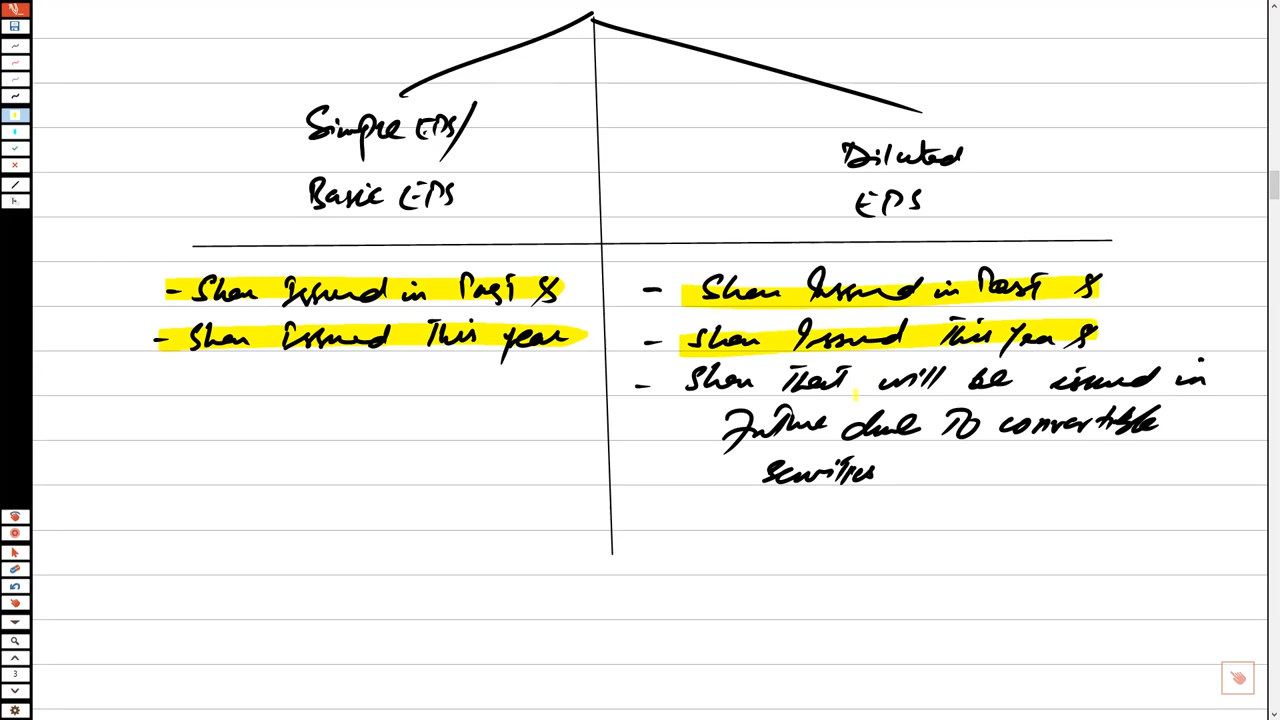 Simple EPS/
Basic EPS
- Share Issued in Past &
- Share Issued This year
Diluted
EPS
- Share Issued in Past &
- Share Issued This Year &
- Share That will be issued in
Future due To convertible
securities
3